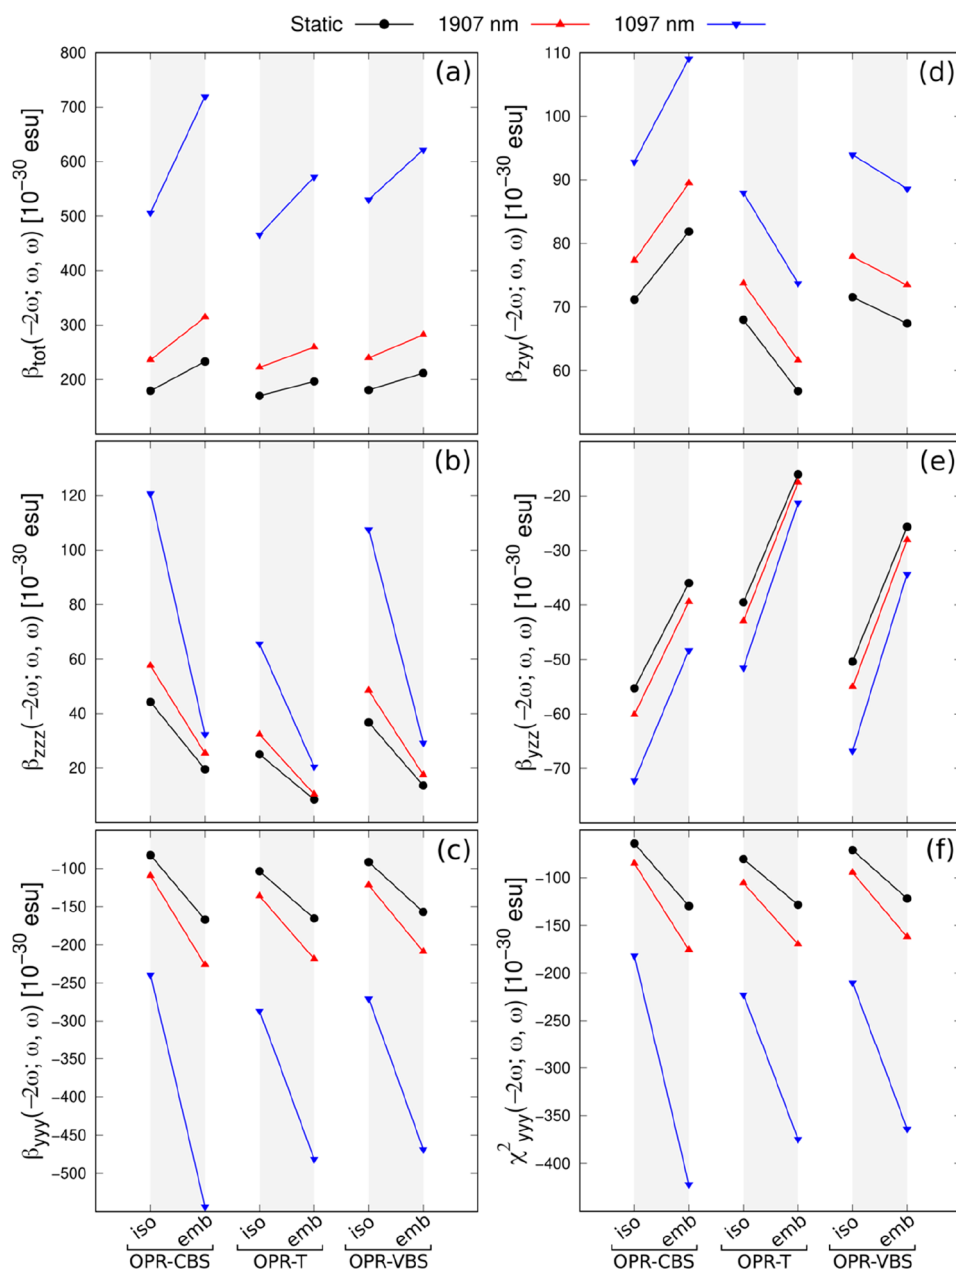 Static 1907 nm 1097 nm
(a)
βtot(−2ω; ω, ω) [10−30 esu]
800
700
600
500
400
300
200
(d)
βzyy(−2ω; ω, ω) [10−30 esu]
110
100
90
80
70
60
(b)
βzzz(−2ω; ω, ω) [10−30 esu]
120
100
80
60
40
20
(e)
βyzz(−2ω; ω, ω) [10−30 esu]
−20
−30
−40
−50
−60
−70
(c)
βyyy(−2ω; ω, ω) [10−30 esu]
−100
−150
−200
−250
−300
−350
−400
−450
−500
(f)
χ2yyy(−2ω; ω, ω) [10−30 esu]
−100
−150
−200
−250
−300
−350
−400
iso emb iso emb iso emb
OPR-CBS OPR-T OPR-VBS
iso emb iso emb iso emb
OPR-CBS OPR-T OPR-VBS